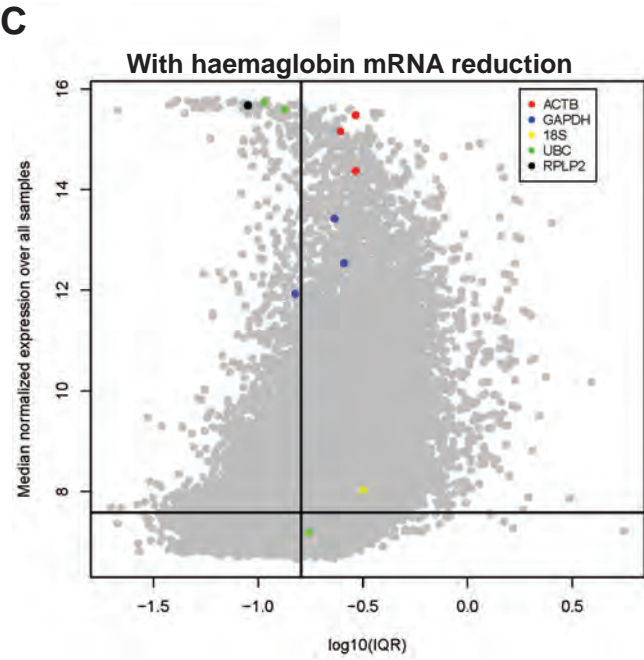 C
With haemaglobin mRNA reduction
ACTB
GAPDH
18S
UBC
RPLP2
Median normalized expression over all samples
16
14
12
10
8
−1.5
−1.0
−0.5
0.0
0.5
log10(IQR)